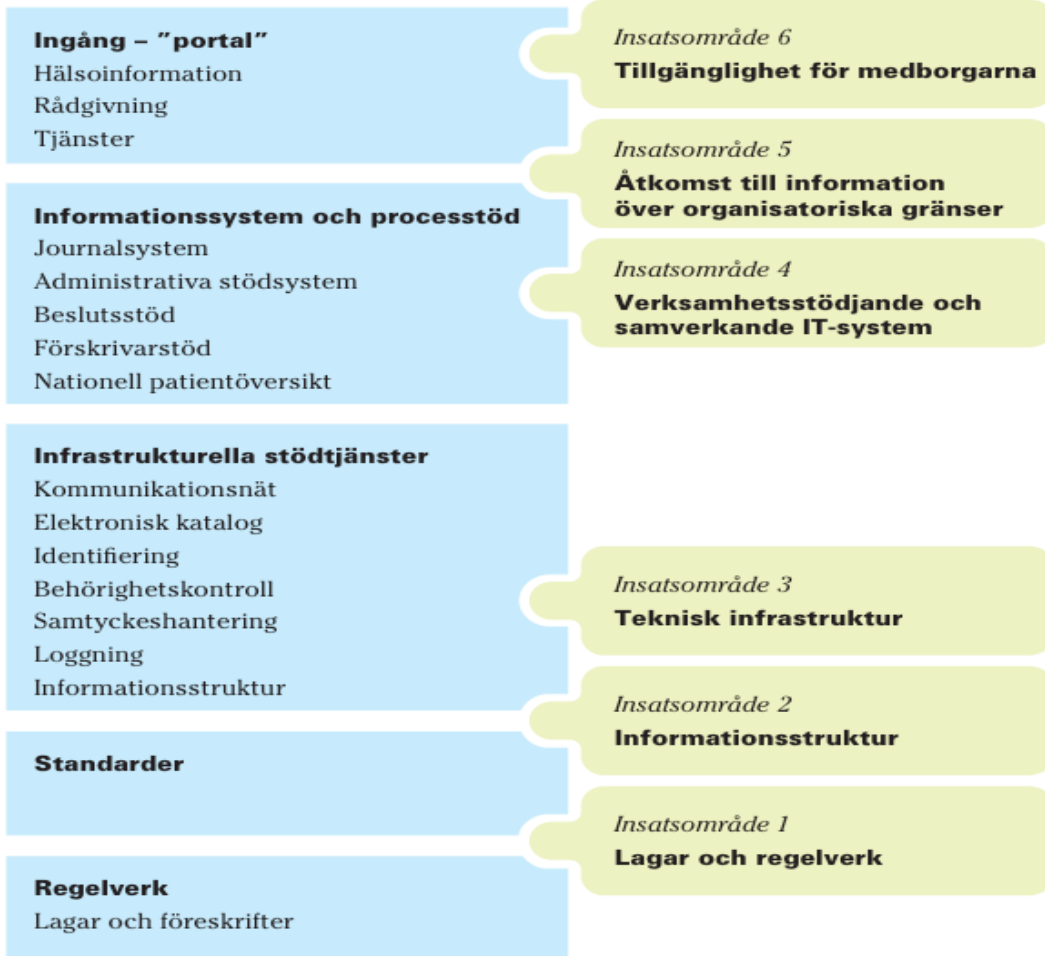 Ingång – ”portal”
Hälsoinformation
Rådgivning
Tjänster
Informationssystem och processtöd
Journalsystem
Administrativa stödsystem
Beslutsstöd
Förskrivarstöd
Nationell patientöversikt
Infrastrukturella stödtjänster
Kommunikationsnät
Elektronisk katalog
Identifiering
Behörighetskontroll
Samtyckeshantering
Loggning
Informationsstruktur
Standarder
Regelverk
Lagar och föreskrifter
Insatsområde 6
Tillgänglighet för medborgarna
Insatsområde 5
Åtkomst till information
över organisatoriska gränser
Insatsområde 4
Verksamhetsstödjande och
samverkande IT-system
Insatsområde 3
Teknisk infrastruktur
Insatsområde 2
Informationsstruktur
Insatsområde 1
Lagar och regelverk